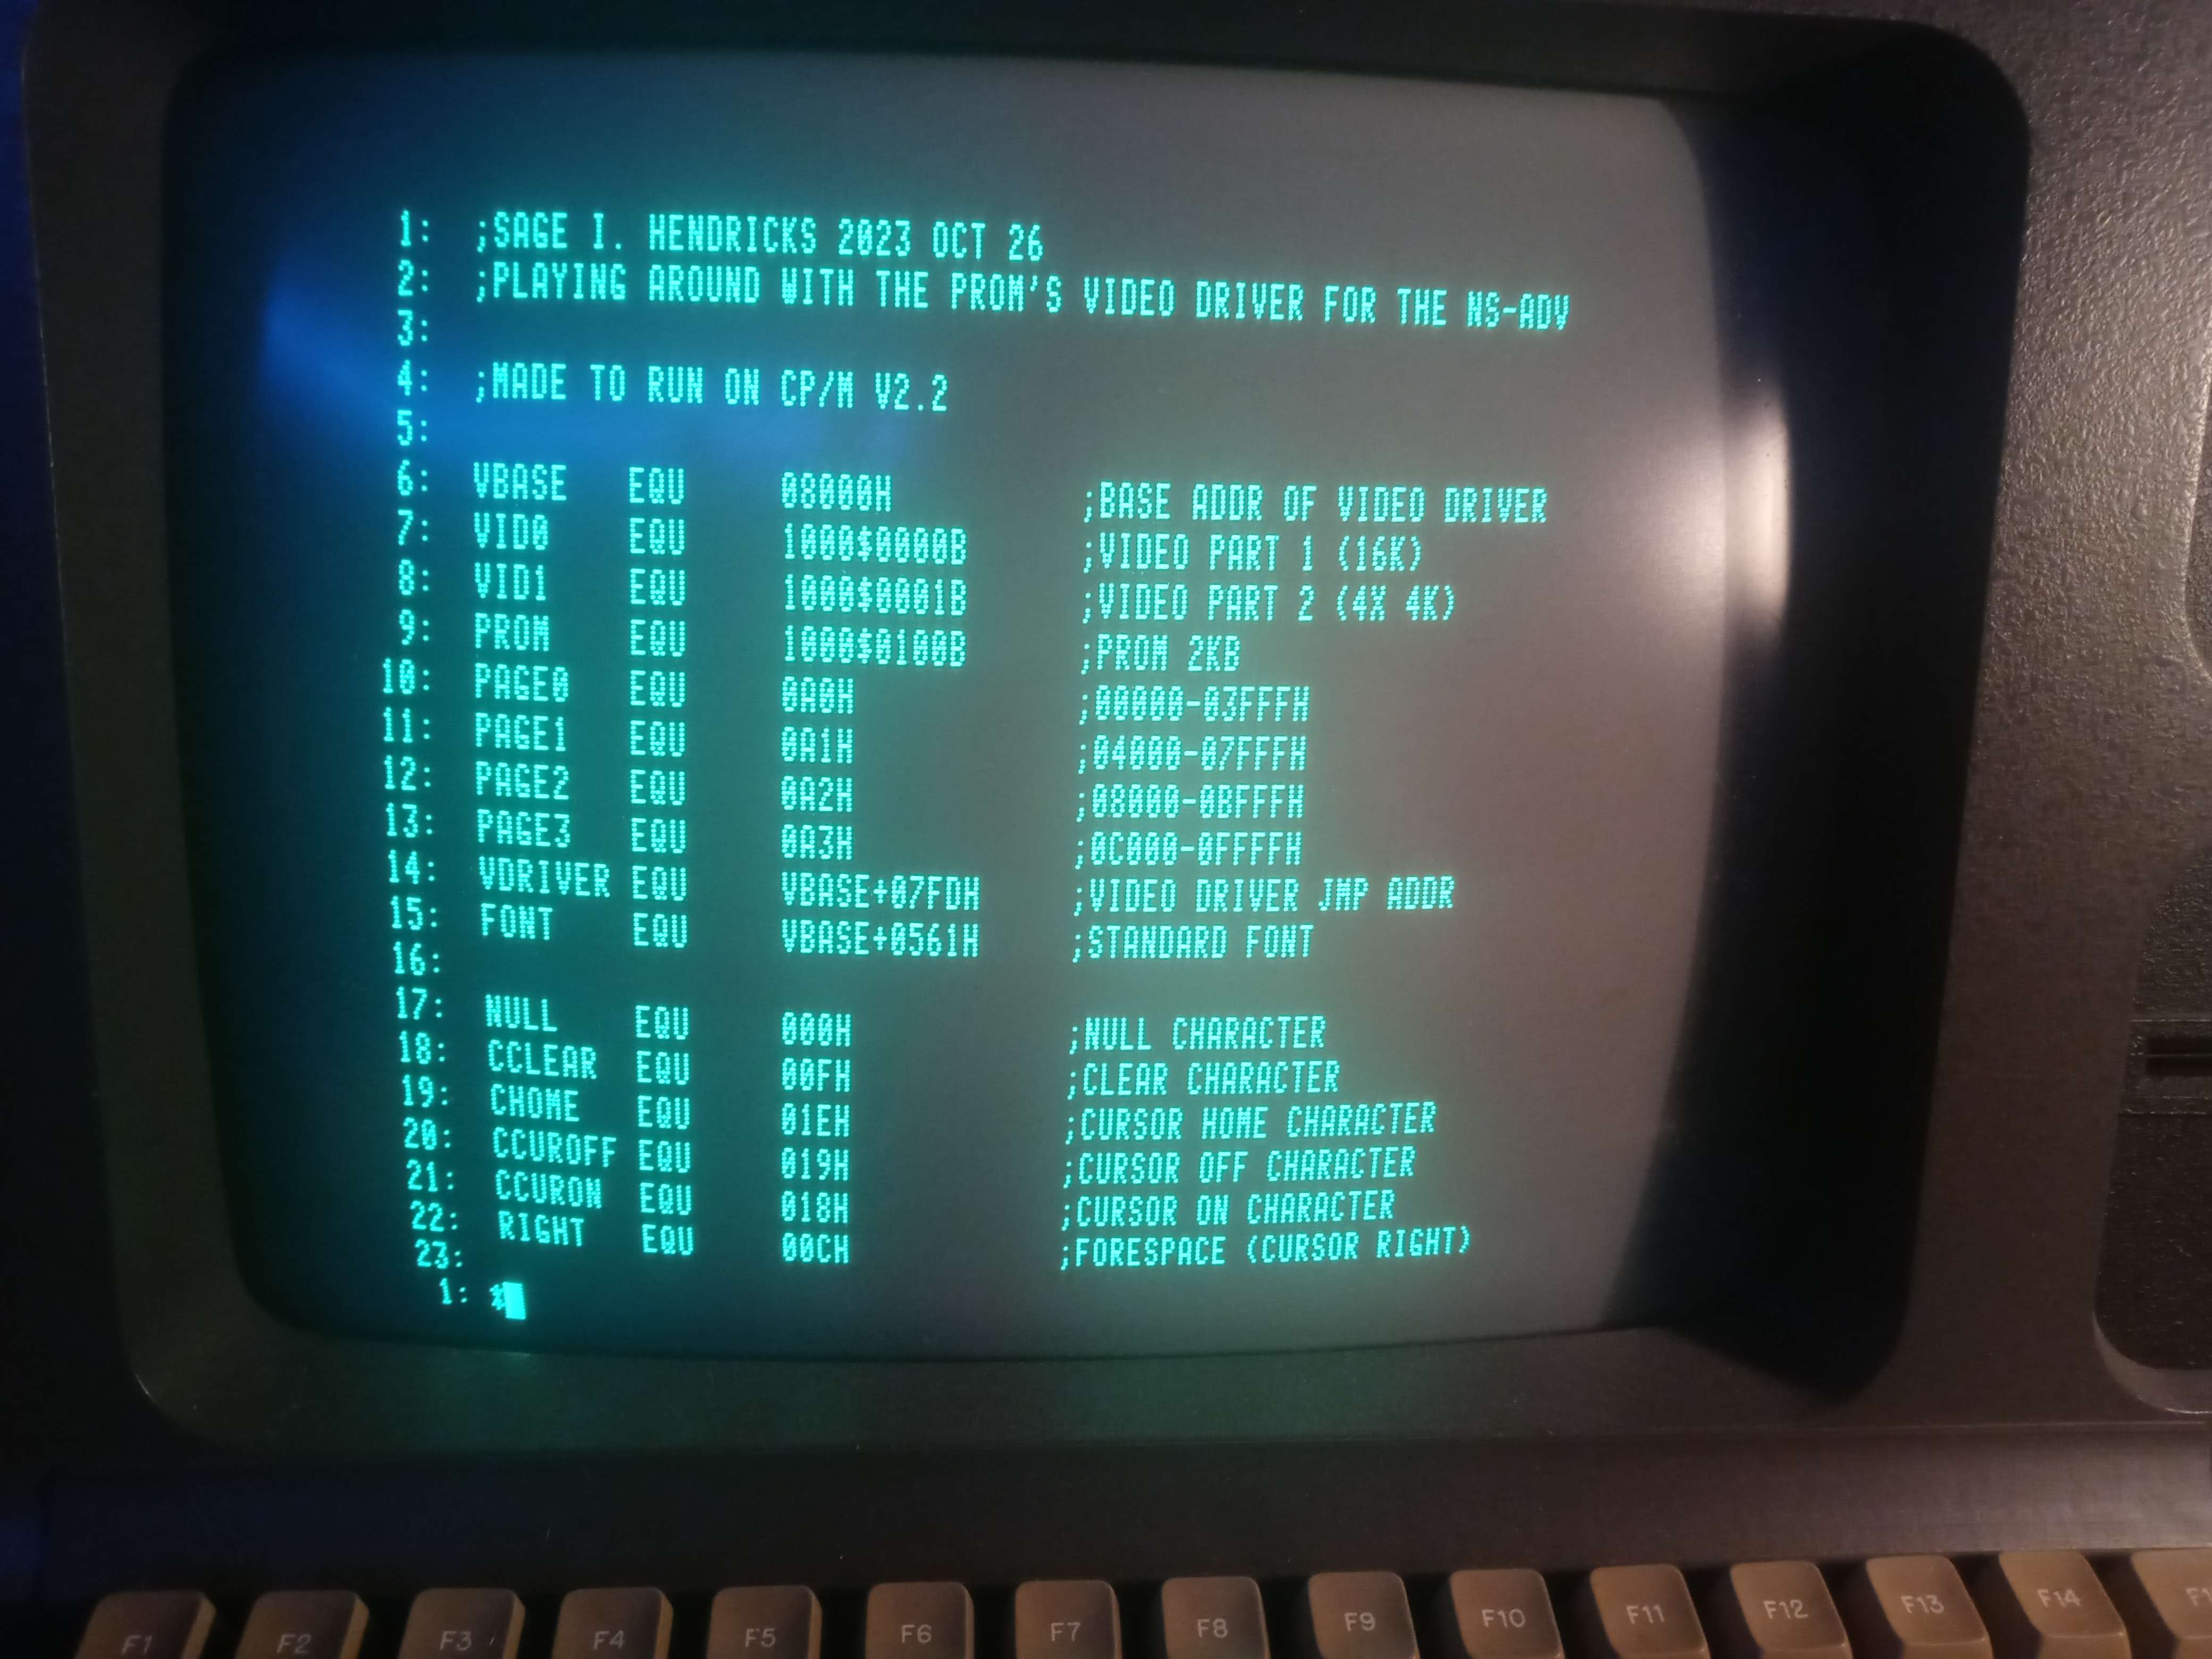 1: ;SAGE I. HENDRICKS 2023 OCT 26
2: ;PLAYING AROUND WITH THE PROM'S VIDEO DRIVER FOR THE NS-ADV
3:
4: ;MADE TO RUN ON CP/M V2.2
5:
6: VBASE EQU 08000H ;BASE ADDR OF VIDEO DRIVER
7: VID0 EQU 1000$0000B ;VIDEO PART 1 (16K)
8: VID1 EQU 1000$0001B ;VIDEO PART 2 (4X 4K)
9: PROM EQU 1000$0100B ;PROM 2KB
10: PAGE0 EQU 0A0H ;00000-03FFFH
11: PAGE1 EQU 0A1H ;04000-07FFFH
12: PAGE2 EQU 0A2H ;08000-0BFFFH
13: PAGE3 EQU 0A3H ;0C000-0FFFFH
14: VDRIVER EQU VBASE+07FDH ;VIDEO DRIVER JMP ADDR
15: FONT EQU VBASE+0561H ;STANDARD FONT
16:
17: NULL EQU 000H ;NULL CHARACTER
18: CCLEAR EQU 00FH ;CLEAR CHARACTER
19: CHOME EQU 01EH ;CURSOR HOME CHARACTER
20: CCUROFF EQU 019H ;CURSOR OFF CHARACTER
21: CCURON EQU 018H ;CURSOR ON CHARACTER
22: RIGHT EQU 00CH ;FORESPACE (CURSOR RIGHT)
23:
1: *
F1 F2 F3 F4 F5 F6 F7 F8 F9 F10 F11 F12 F13 F14